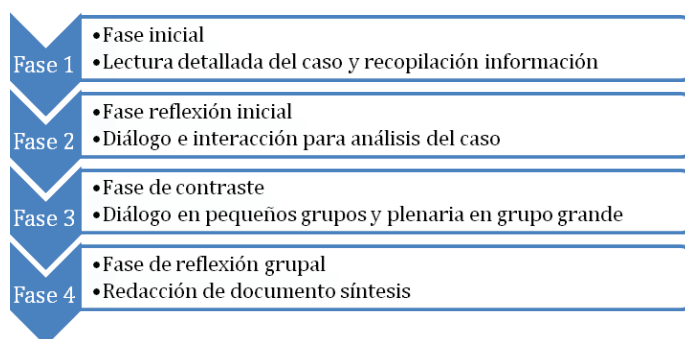 Fase 1
•Fase inicial
•Lectura detallada del caso y recopilación información
Fase 2
•Fase reflexión inicial
•Diálogo e interacción para análisis del caso
Fase 3
•Fase de contraste
•Diálogo en pequeños grupos y plenaria en grupo grande
Fase 4
•Fase de reflexión grupal
•Redacción de documento síntesis